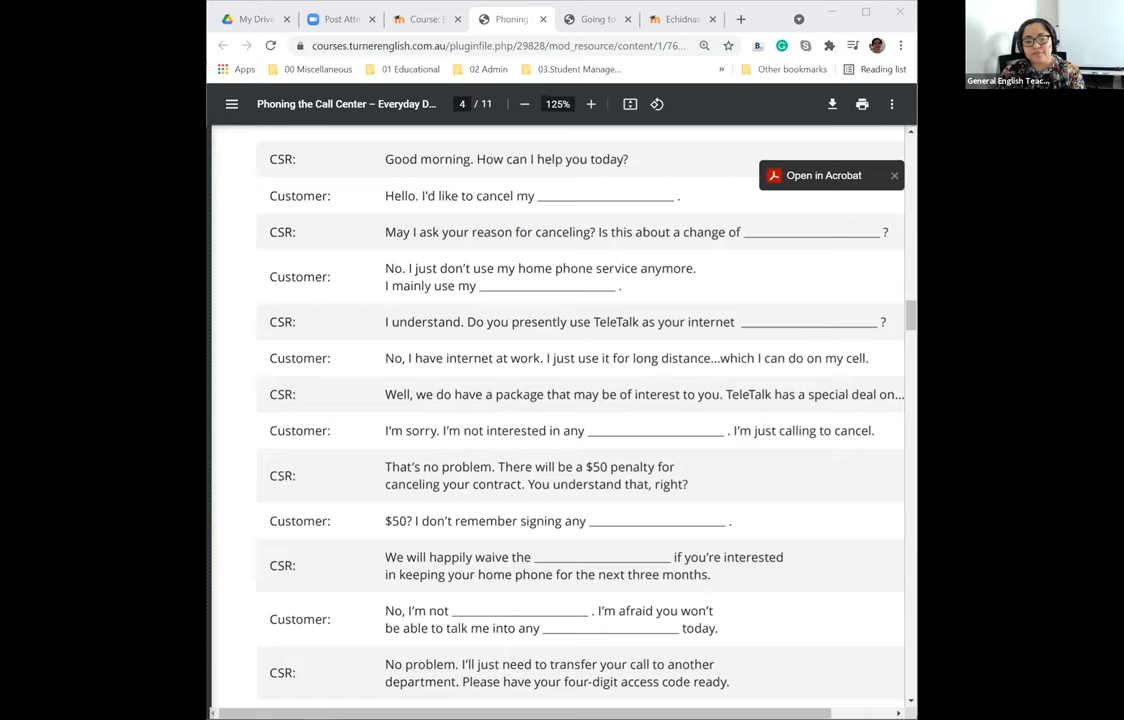 My Drive
Post Atte
Course: E
Phoning
Going to
Echidnas
courses.turnerenglish.com.au/pluginfile.php/29828/mod_resource/content/1/76...
Apps
00 Miscellaneous
01 Educational
02 Admin
03.Student Manage...
»
Other bookmarks
Reading list
Phoning the Call Center – Everyday D...
4 / 11
125%
Open in Acrobat
General English Teac...
CSR: Good morning. How can I help you today?
Customer: Hello. I'd like to cancel my ____________________ .
CSR: May I ask your reason for canceling? Is this about a change of ____________________ ?
Customer: No. I just don't use my home phone service anymore.
I mainly use my ____________________ .
CSR: I understand. Do you presently use TeleTalk as your internet ____________________ ?
Customer: No, I have internet at work. I just use it for long distance...which I can do on my cell.
CSR: Well, we do have a package that may be of interest to you. TeleTalk has a special deal on...
Customer: I'm sorry. I'm not interested in any ____________________ . I'm just calling to cancel.
CSR: That's no problem. There will be a $50 penalty for
canceling your contract. You understand that, right?
Customer: $50? I don't remember signing any ____________________ .
CSR: We will happily waive the ____________________ if you're interested
in keeping your home phone for the next three months.
Customer: No, I'm not ____________________ . I'm afraid you won't
be able to talk me into any ____________________ today.
CSR: No problem. I'll just need to transfer your call to another
department. Please have your four-digit access code ready.